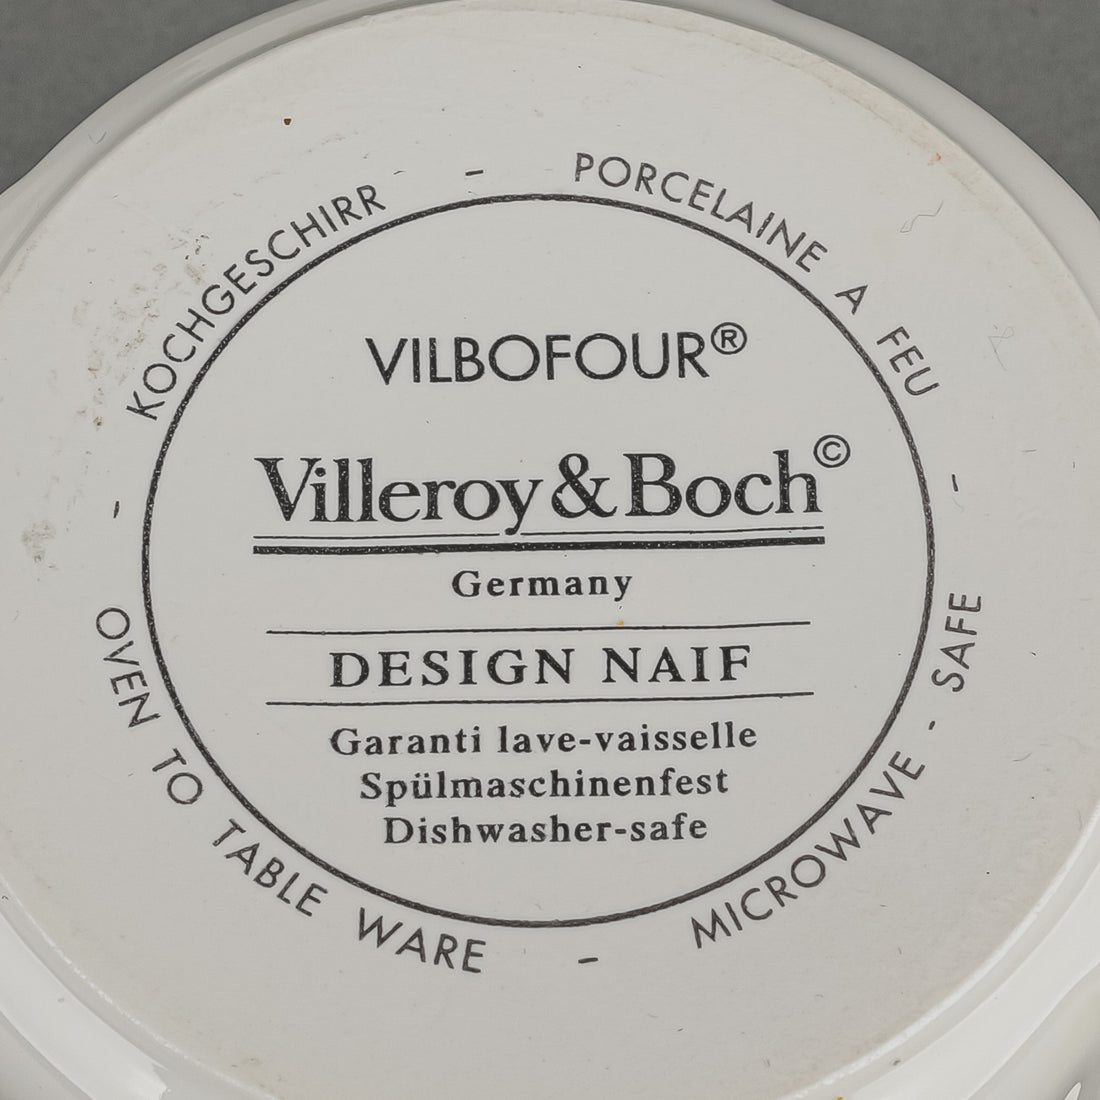 KOCHGESCHIRR - PORCELAINE A FEU - MICROWAVE - SAFE - OVEN TO TABLE WARE -
VILBOFOUR®
Villeroy & Boch©
Germany
DESIGN NAIF
Garanti lave-vaisselle
Spülmaschinenfest
Dishwasher-safe